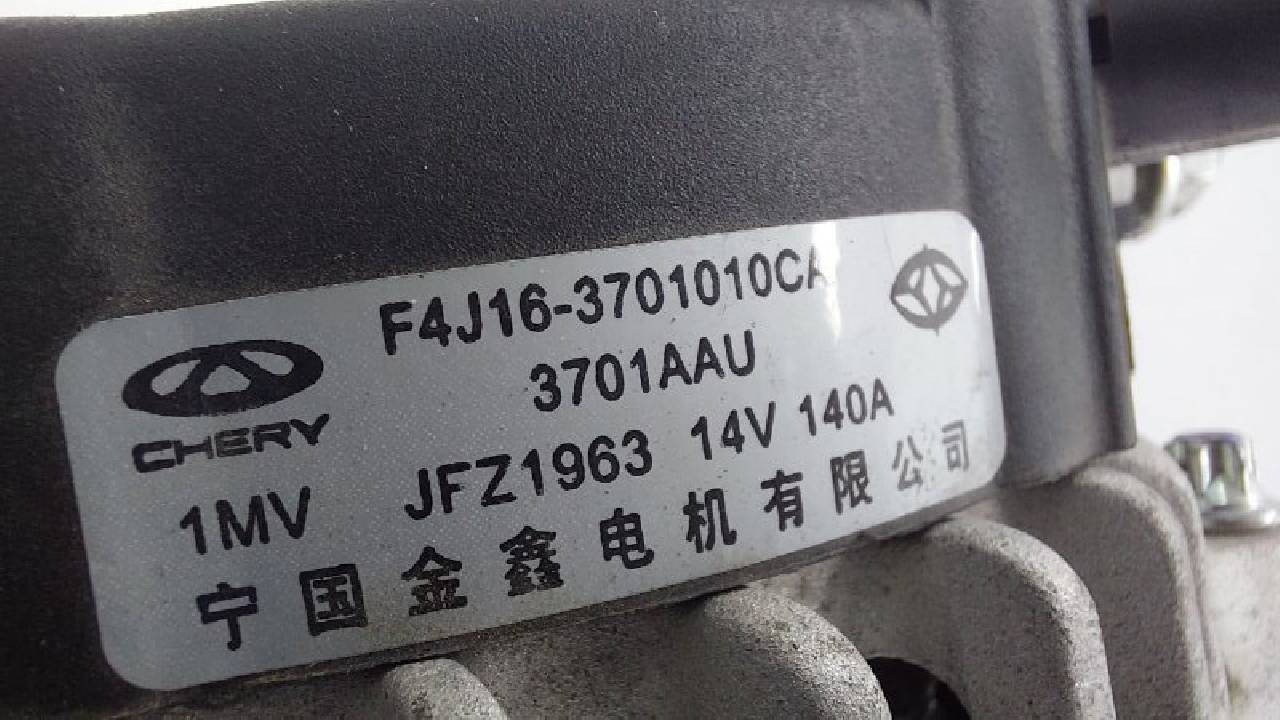 F4J16-3701010CA
3701AAU
CHERY
1MV JFZ1963 14V 140A
宁国金鑫电机有限公司